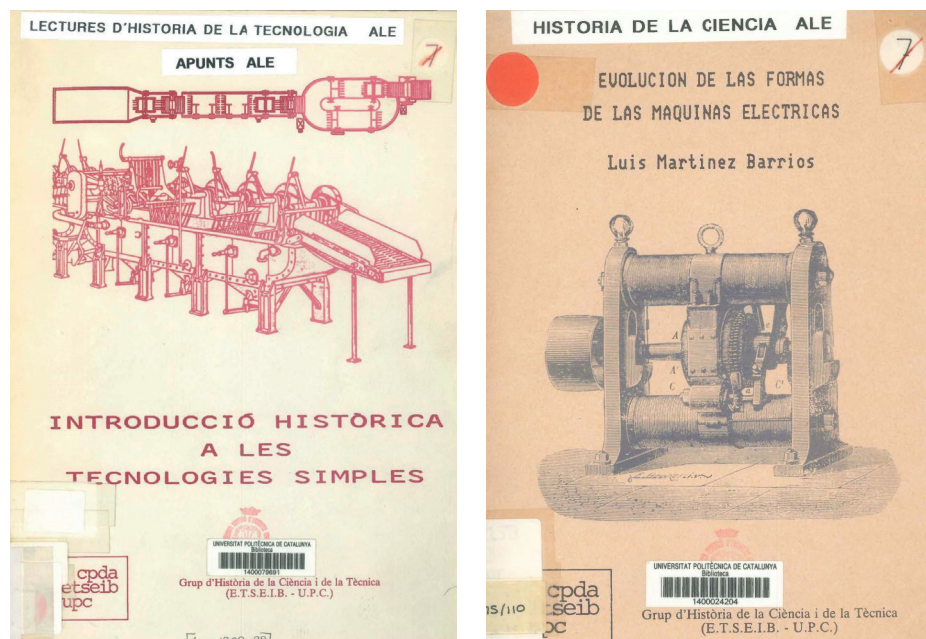 LECTURES D'HISTORIA DE LA TECNOLOGIA ALE
7
APUNTS ALE
INTRODUCCIÓ HISTÒRICA
A LES
TECNOLOGIES SIMPLES
UNIVERSITAT POLITÈCNICA DE CATALUNYA
Biblioteca
1400079691
cpda
etseib
upc
Grup d'Història de la Ciència i de la Tècnica
(E.T.S.E.I.B. - U.P.C.)
HISTORIA DE LA CIENCIA ALE
7
EVOLUCION DE LAS FORMAS
DE LAS MAQUINAS ELECTRICAS
Luis Martinez Barrios
A
A'
C
C'
UNIVERSITAT POLITÈCNICA DE CATALUNYA
Biblioteca
1400024204
cpda
/110
Grup d'Història de la Ciència i de la Tècnica
(E.T.S.E.I.B. - U.P.C.)